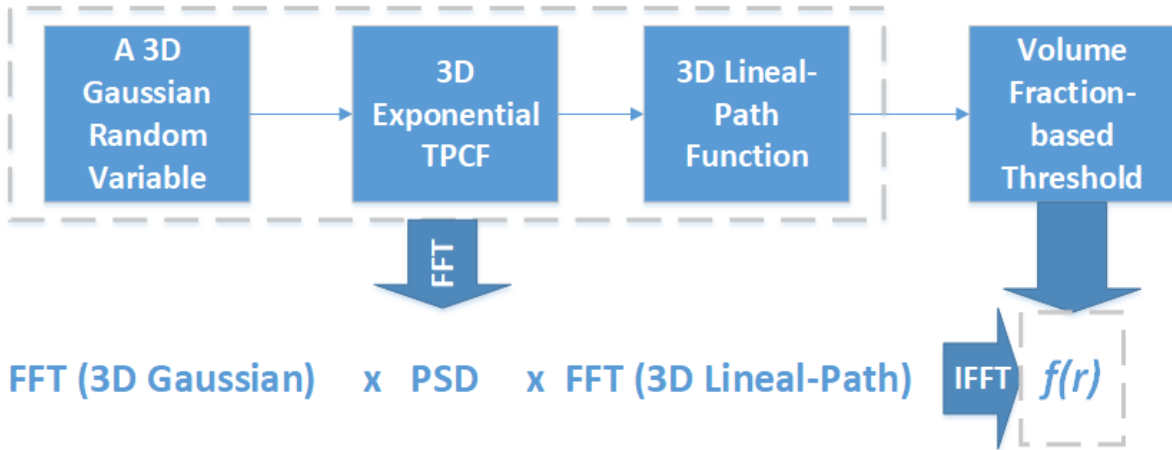 A 3D
Gaussian
Random
Variable
3D
Exponential
TPCF
3D Lineal-
Path
Function
Volume
Fraction-
based
Threshold
FFT
FFT (3D Gaussian) x PSD x FFT (3D Lineal-Path)
IFFT
f(r)